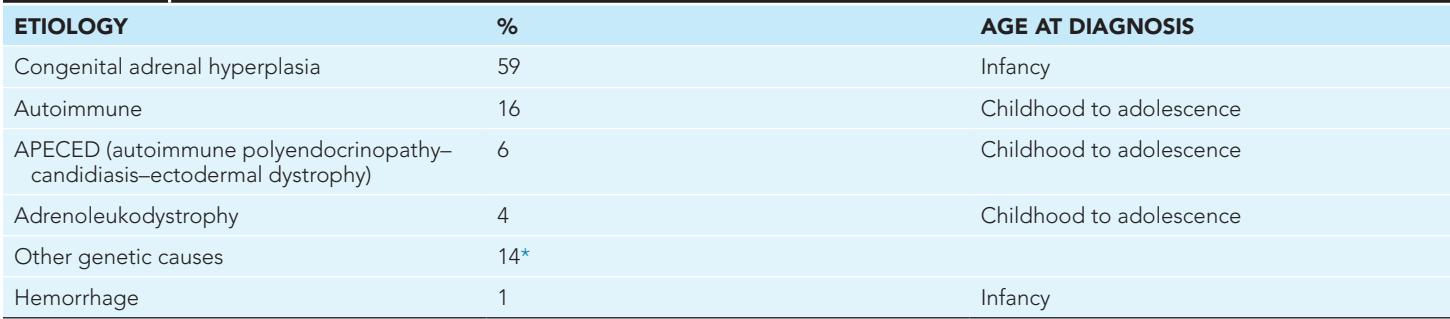 ETIOLOGY % AGE AT DIAGNOSIS
Congenital adrenal hyperplasia 59 Infancy
Autoimmune 16 Childhood to adolescence
APECED (autoimmune polyendocrinopathy– 6 Childhood to adolescence
candidiasis–ectodermal dystrophy)
Adrenoleukodystrophy 4 Childhood to adolescence
Other genetic causes 14*
Hemorrhage 1 Infancy